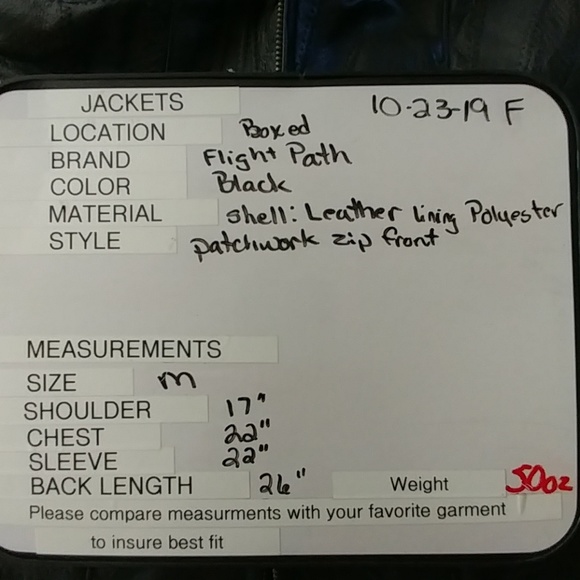 JACKETS 10-23-19 F
LOCATION Boxed
BRAND Flight Path
COLOR Black
MATERIAL shell: Leather lining Polyester
STYLE patchwork zip front
MEASUREMENTS
SIZE m
SHOULDER 17"
CHEST 22"
SLEEVE 22"
BACK LENGTH 26" Weight 50oz
Please compare measurments with your favorite garment
to insure best fit